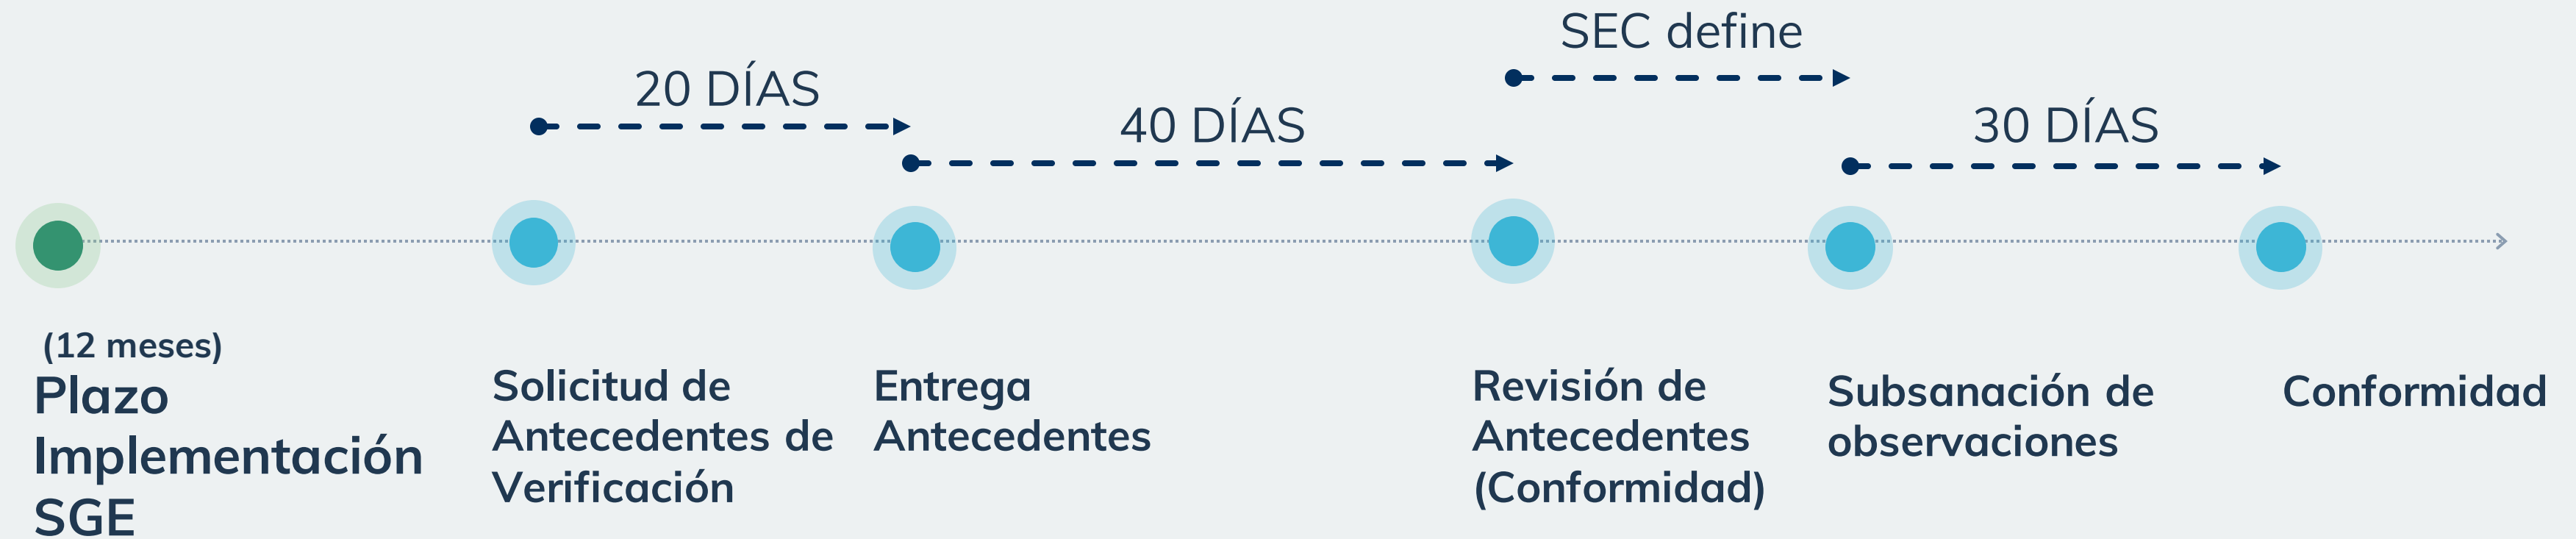 SEC define
20 DÍAS
40 DÍAS
30 DÍAS
(12 meses)
Plazo
Implementación
SGE
Solicitud de
Antecedentes de
Verificación
Entrega
Antecedentes
Revisión de
Antecedentes
(Conformidad)
Subsanación de
observaciones
Conformidad